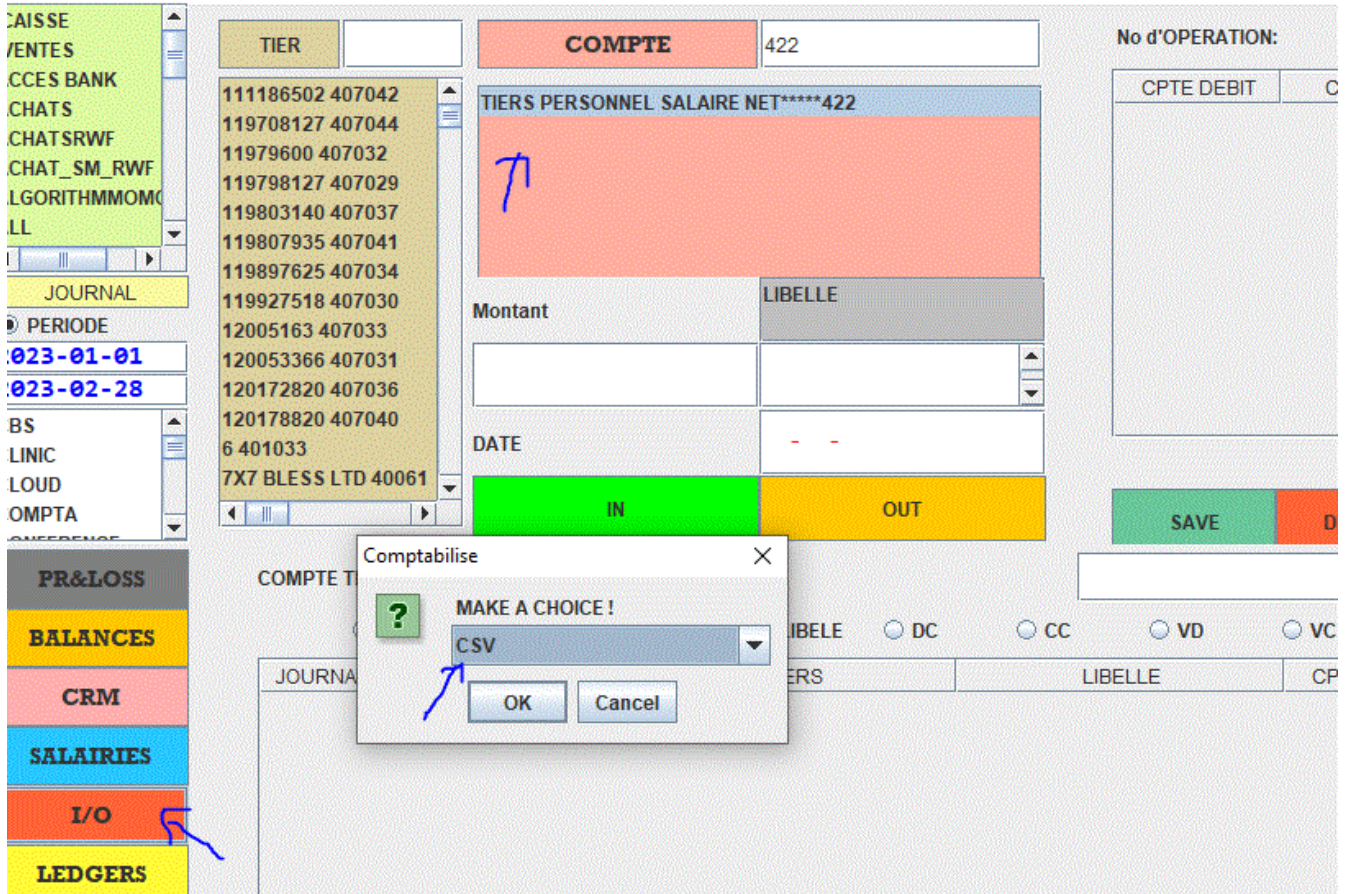 CAISSE
VENTES
ACCES BANK
ACHATS
ACHATSRWF
ACHAT_SM_RWF
ALGORITHMMOMO
ALL
JOURNAL
PERIODE
2023-01-01
2023-02-28
CBS
CLINIC
CLOUD
COMPTA
CONFERENCE
PR&LOSS
BALANCES
CRM
SALAIRIES
I/O
LEDGERS
TIER
111186502 407042
119708127 407044
11979600 407032
119798127 407029
119803140 407037
119807935 407041
119897625 407034
119927518 407030
12005163 407033
120053366 407031
120172820 407036
120178820 407040
6 401033
7X7 BLESS LTD 40061
COMPTE 422
TIERS PERSONNEL SALAIRE NET*****422
Montant
LIBELLE
DATE
- -
IN OUT
No d'OPERATION:
CPTE DEBIT C
SAVE D
COMPTE T
Comptabilise
MAKE A CHOICE !
CSV
OK Cancel
LIBELE DC CC VD VC
JOURNA ERS LIBELLE CP